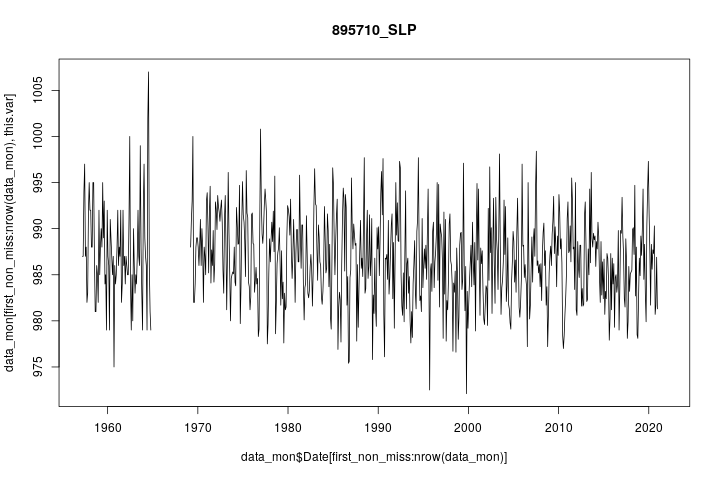 895710_SLP
data_mon[first_non_miss:nrow(data_mon), this.var]
1005
1000
995
990
985
980
975
1960 1970 1980 1990 2000 2010 2020
data_mon$Date[first_non_miss:nrow(data_mon)]